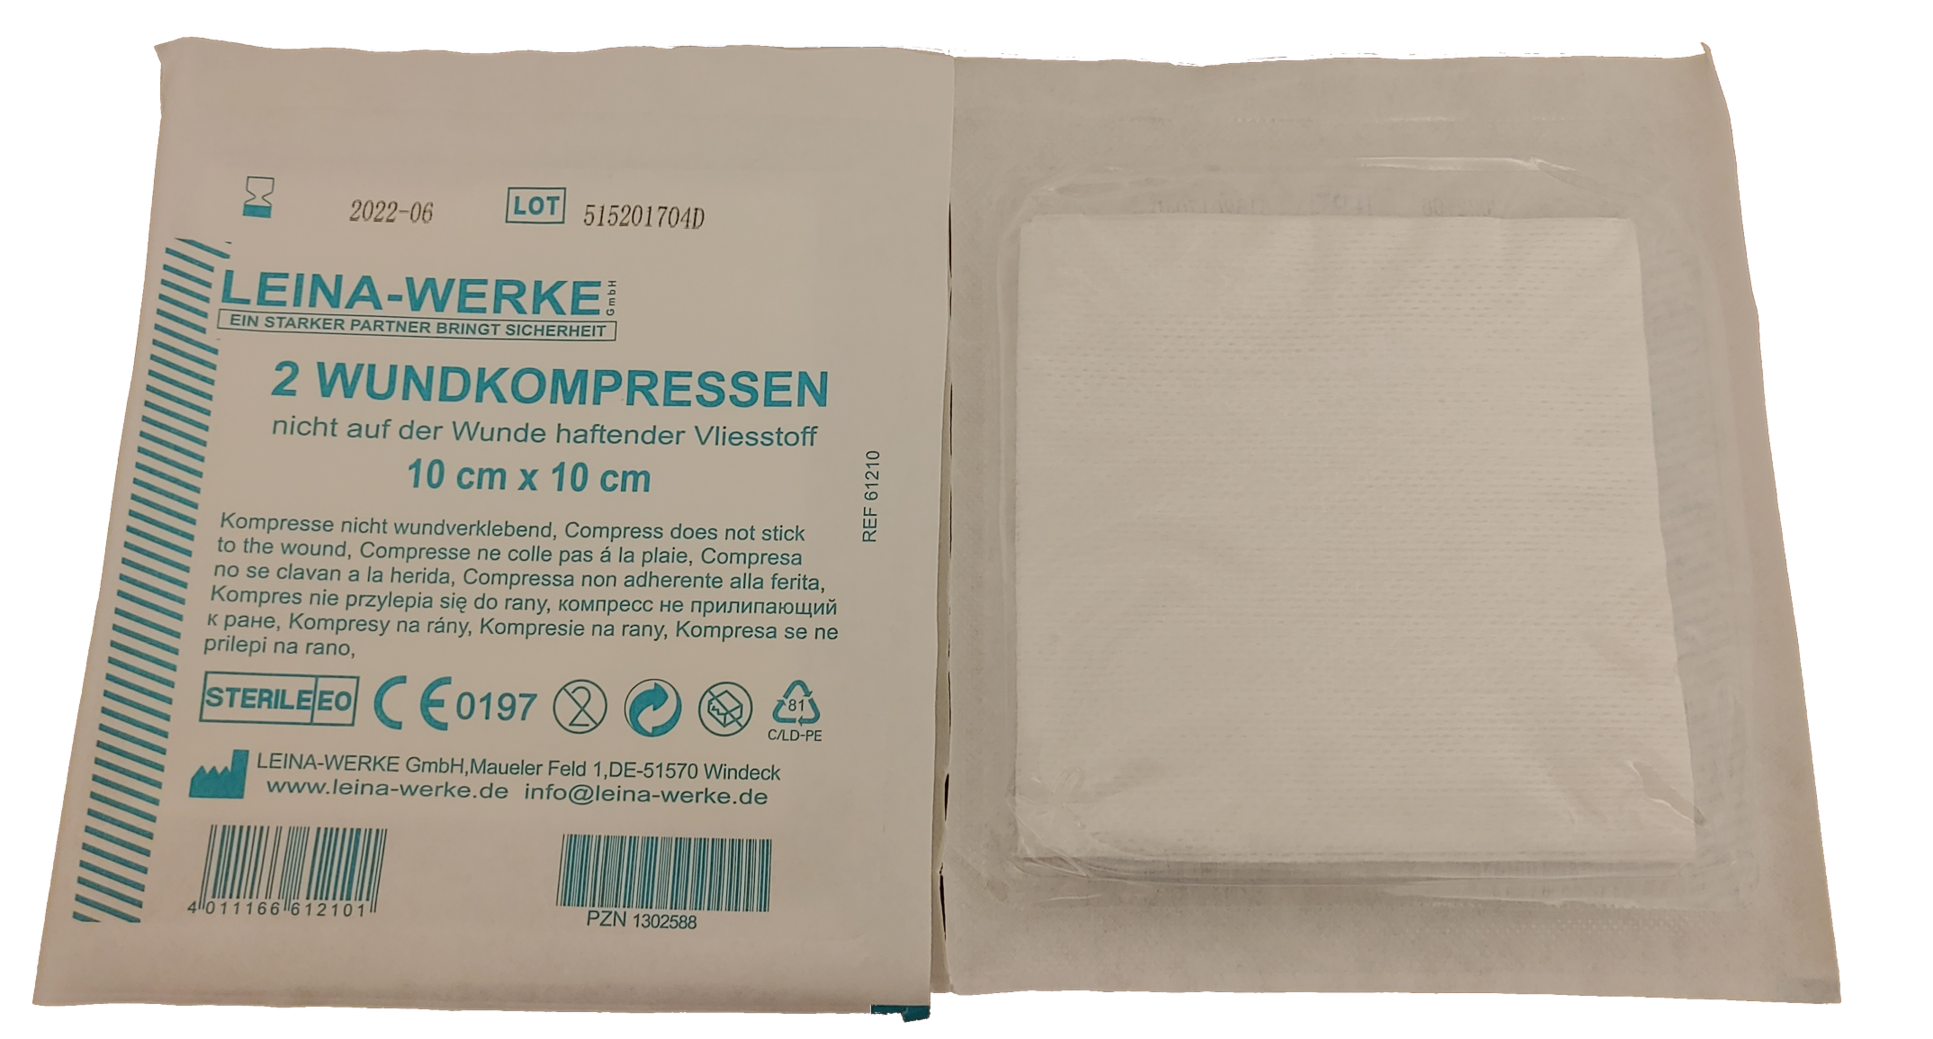 2022-06 LOT 515201704D
LEINA-WERKE GmbH
EIN STARKER PARTNER BRINGT SICHERHEIT
2 WUNDKOMPRESSEN
nicht auf der Wunde haftender Vliesstoff
10 cm x 10 cm
REF 61210
Kompresse nicht wundverklebend, Compress does not stick
to the wound, Compresse ne colle pas á la plaie, Compresa
no se clavan a la herida, Compressa non adherente alla ferita,
Kompres nie przylepia się do rany, компресс не прилипающий
к ране, Kompresy na rány, Kompresie na rany, Kompresa se ne
prilepi na rano,
STERILE EO CE 0197 2 81
C/LD-PE
LEINA-WERKE GmbH,Maueler Feld 1,DE-51570 Windeck
www.leina-werke.de info@leina-werke.de
4 011166 612101
PZN 1302588